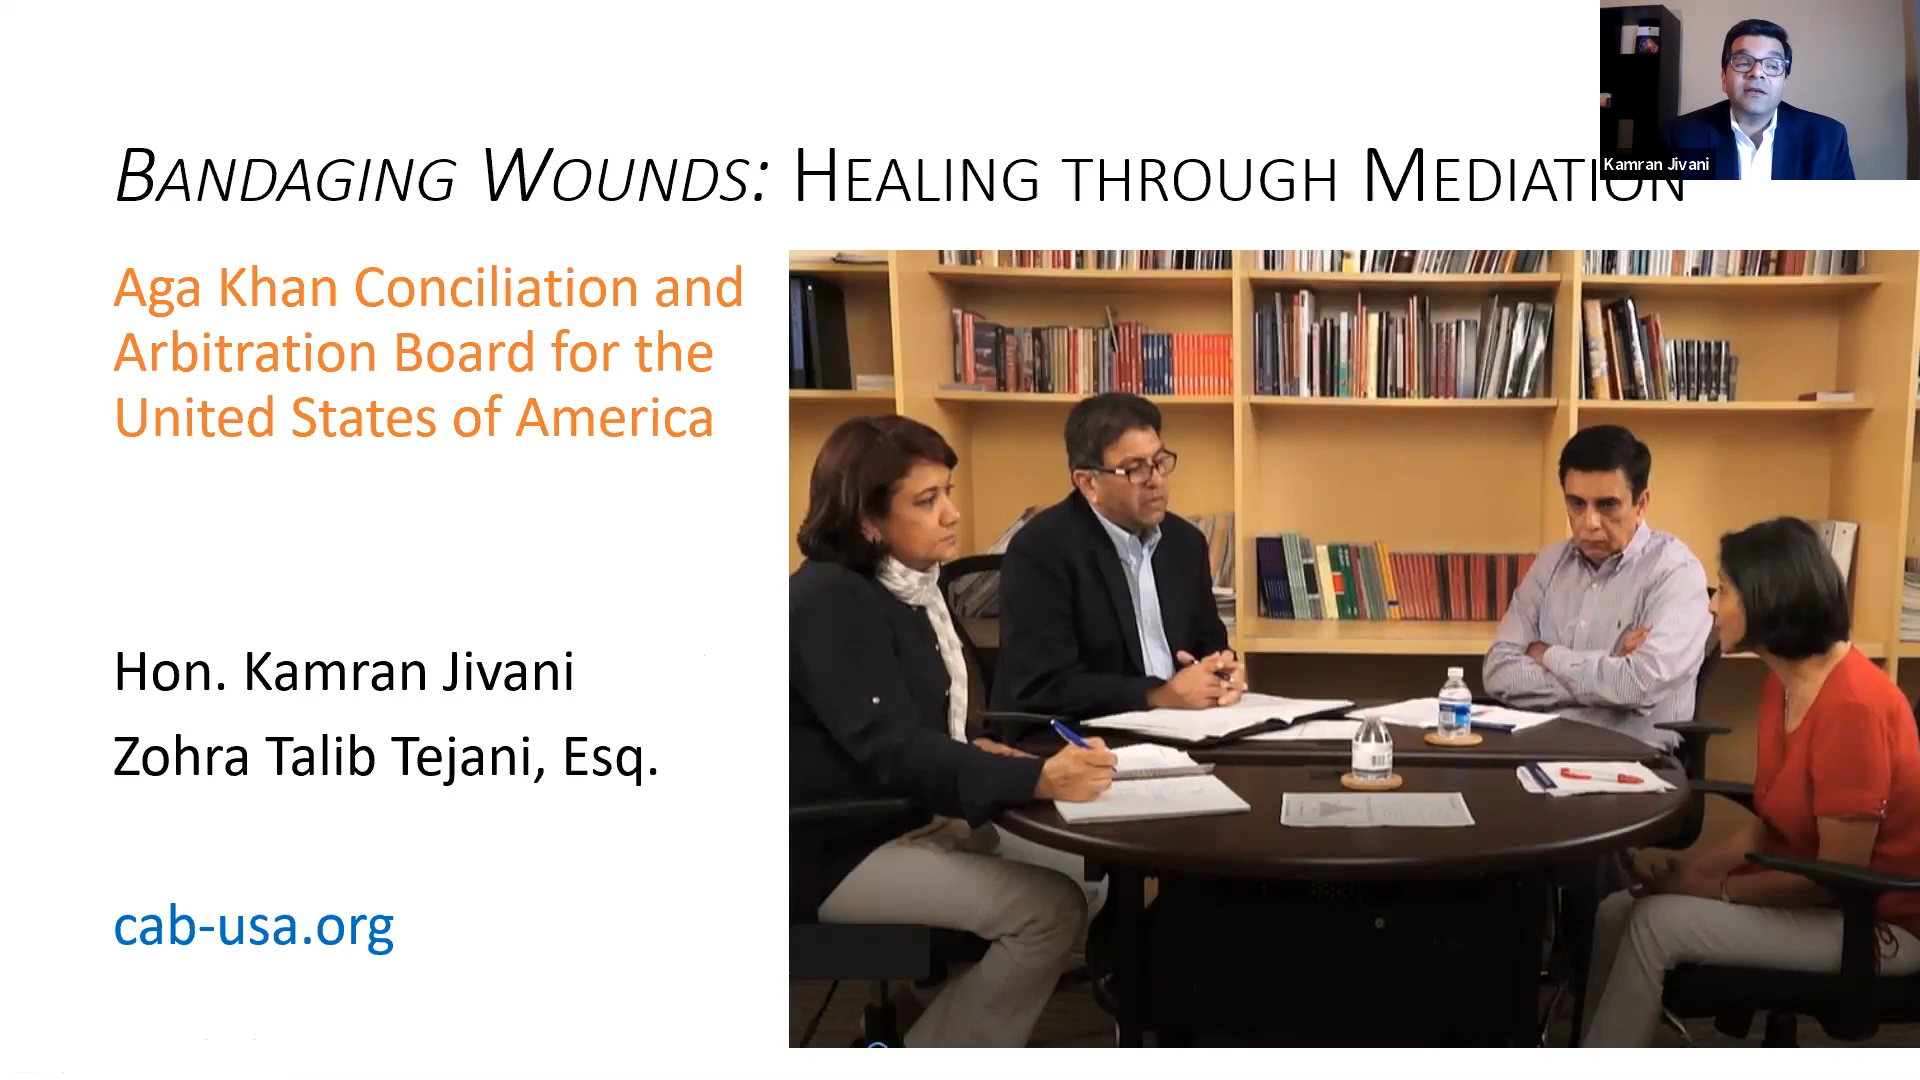 BANDAGING WOUNDS: HEALING THROUGH MEDIATION
Kamran Jivani
Aga Khan Conciliation and
Arbitration Board for the
United States of America
Hon. Kamran Jivani
Zohra Talib Tejani, Esq.
cab-usa.org